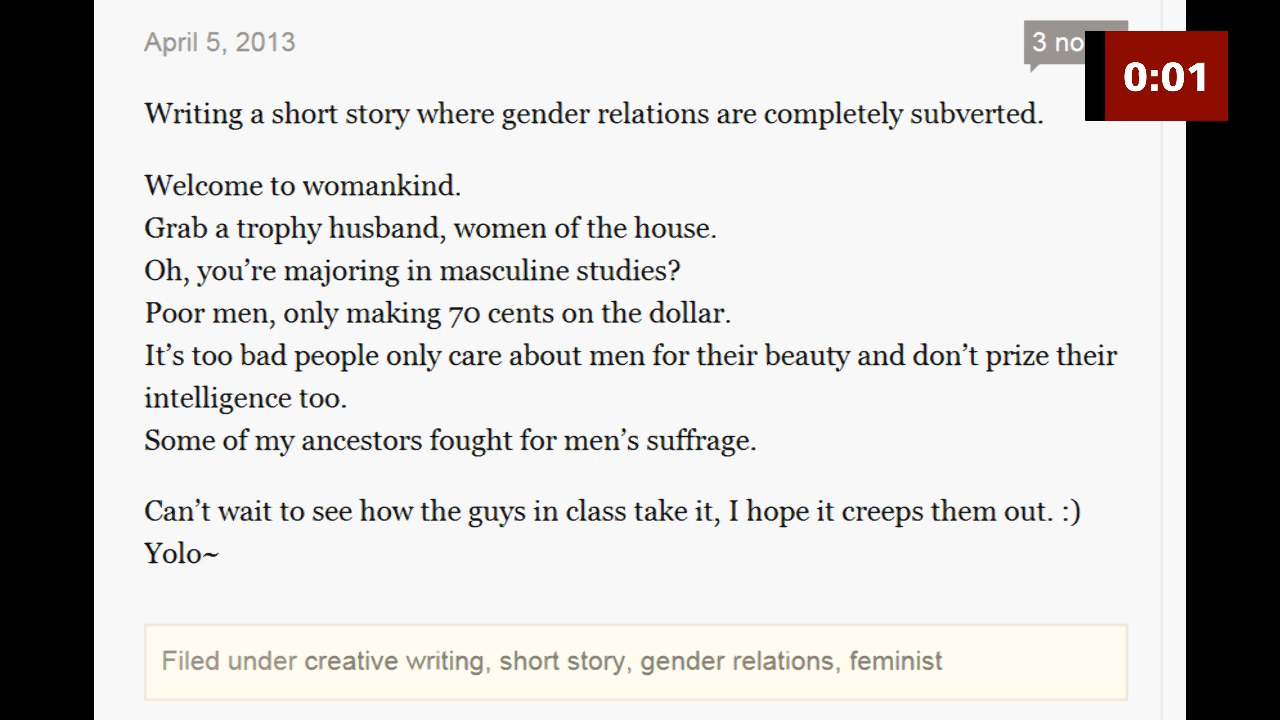 April 5, 2013
3 no
0:01
Writing a short story where gender relations are completely subverted.
Welcome to womankind.
Grab a trophy husband, women of the house.
Oh, you’re majoring in masculine studies?
Poor men, only making 70 cents on the dollar.
It’s too bad people only care about men for their beauty and don’t prize their
intelligence too.
Some of my ancestors fought for men’s suffrage.
Can’t wait to see how the guys in class take it, I hope it creeps them out. :)
Yolo~
Filed under creative writing, short story, gender relations, feminist